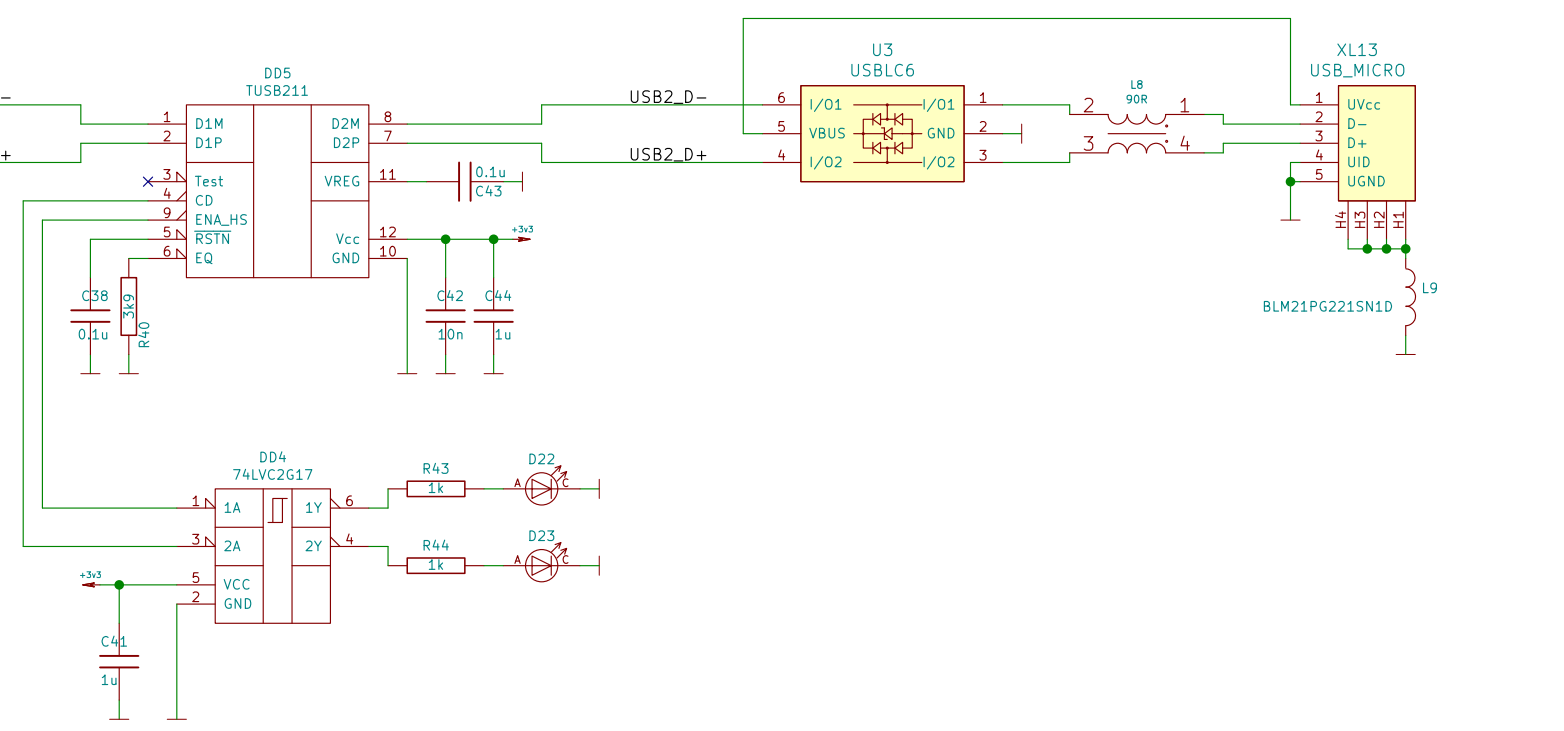 U3
USBLC6
XL13
USB_MICRO
DD5
TUSB211
L8
90R
-
+
1 D1M
2 D1P
3 Test
4 CD
9 ENA_HS
5 RSTN
6 EQ
D2M 8
D2P 7
VREG 11
Vcc 12
GND 10
USB2_D-
USB2_D+
6 I/O1
5 VBUS
4 I/O2
I/O1 1
GND 2
I/O2 3
2 1
3 4
1 UVcc
2 D-
3 D+
4 UID
5 UGND
H4 H3 H2 H1
0.1u
C43
+3v3
C38
0.1u
3k9
R40
C42
10n
C44
1u
L9
BLM21PG221SN1D
DD4
74LVC2G17
1 1A
3 2A
5 VCC
2 GND
1Y 6
2Y 4
R43
1k
D22
A C
R44
1k
D23
A C
+3v3
C41
1u